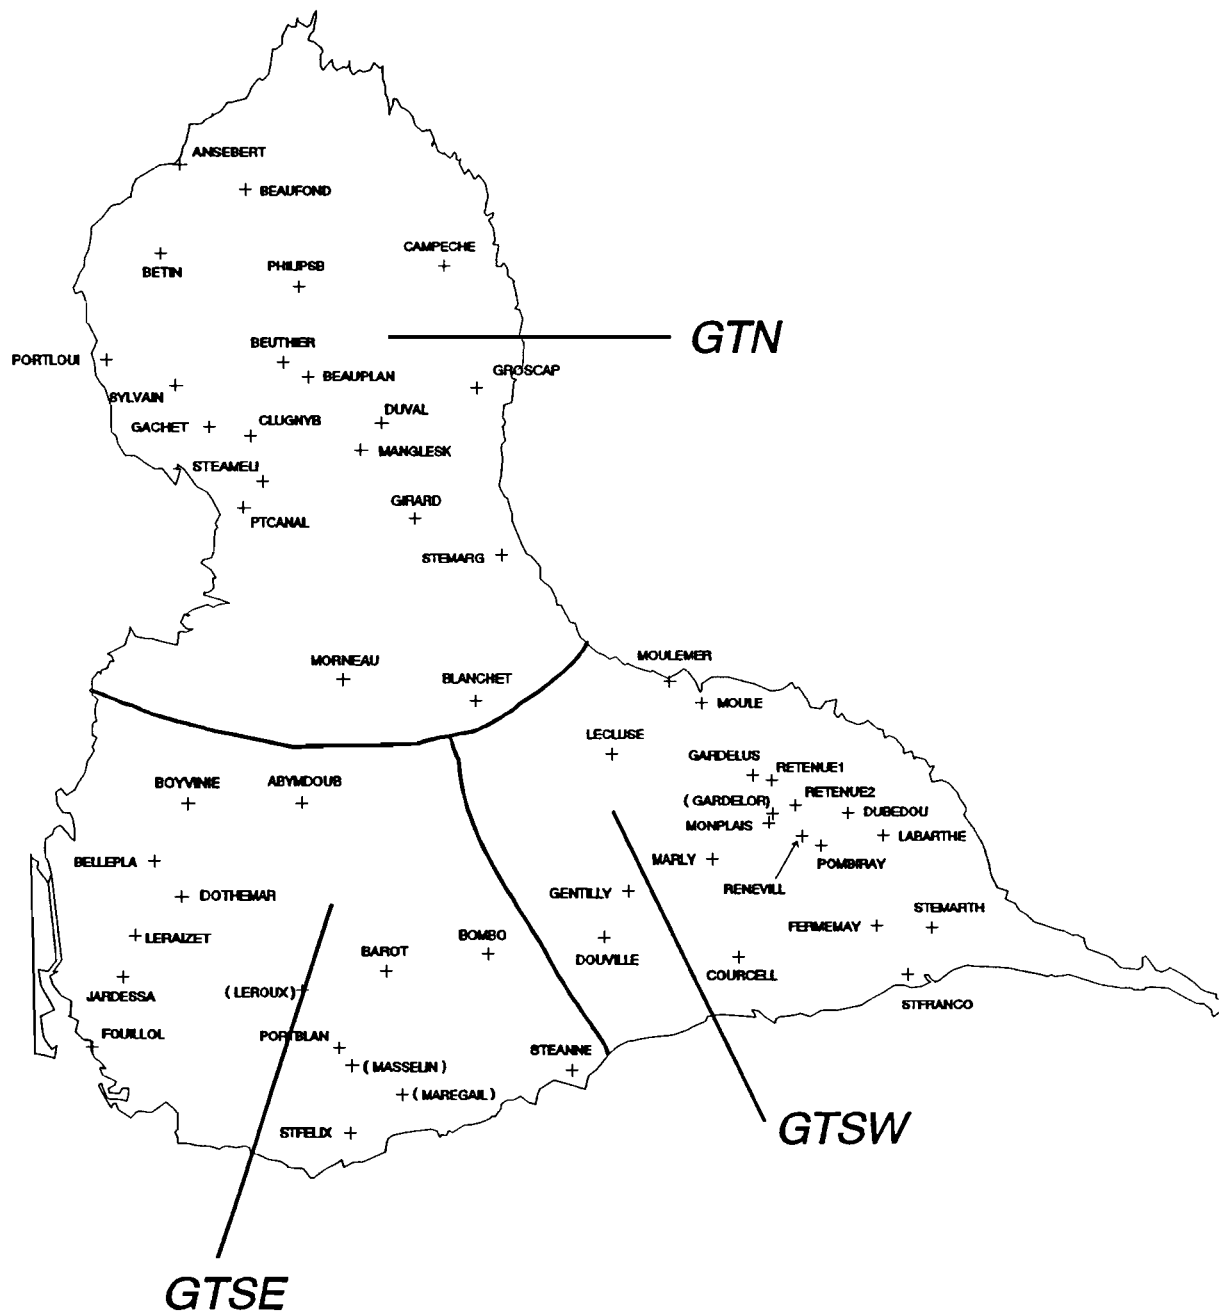 ANSEBERT
BEAUFOND
CAMPECHE
BETIN
PHILIPSB
GTN
BEUTHIER
PORTLOUI
GROSCAP
BEAUPLAN
SYLVAIN
DUVAL
CLUGNYB
GACHET
MANGLESK
STEAMELI
GIRARD
PTCANAL
STEMARG
MOULEMER
MORNEAU
BLANCHET
MOULE
LECLUSE
GARDELUS
RETENUE1
BOYVINIE
ABYMDOUB
RETENUE2
( GARDELOR)
DUBEDOU
MONPLAIS
LABARTHE
BELLEPLA
MARLY
POMBIRAY
RENEVILL
DOTHEMAR
GENTILLY
STEMARTH
FERMEMAY
BOMBO
LERAIZET
BAROT
DOUVILLE
COURCELL
( LEROUX)
JARDESSA
STFRANCO
FOUILLOL
PORTBLAN
STEANNE
( MASSELIN )
( MAREGAIL )
GTSW
STFELIX
GTSE